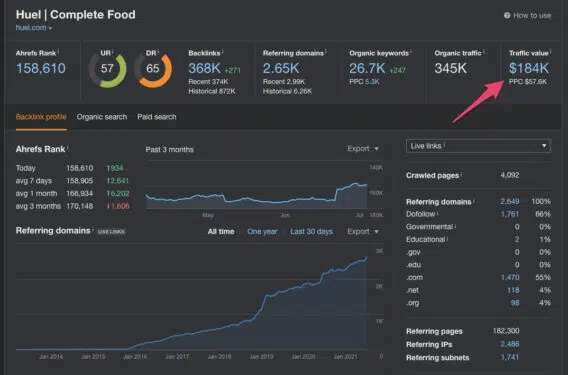 Huel | Complete Food
huel.com
How to use
Ahrefs Rank
158,610
UR
57
DR
65
Backlinks
368K +271
Recent 374K
Historical 872K
Referring domains
2.65K
Recent 2.99K
Historical 6.26K
Organic keywords
26.7K +247
PPC 5.3K
Organic traffic
345K
Traffic value
$184K
PPC $57.6K
Backlink profile Organic search Paid search
Ahrefs Rank
Today 158,610 ↑934
avg 7 days 158,905 ↑2,641
avg 1 month 166,934 ↑6,202
avg 3 months 170,148 ↓1,606
Past 3 months
Export
140K
160K
180K
May Jun Jul
Referring domains LIVE LINKS
All time One year Last 30 days Export
3K
2K
1K
0
Jan 2014 Jan 2015 Jan 2016 Jan 2017 Jan 2018 Jan 2019 Jan 2020 Jan 2021
Live links
Crawled pages 4,092
Referring domains 2,649 100%
Dofollow 1,761 66%
Governmental 0 0%
Educational 2 1%
.gov 0 0%
.edu 0 0%
.com 1,470 55%
.net 118 4%
.org 98 4%
Referring pages 182,300
Referring IPs 2,486
Referring subnets 1,741